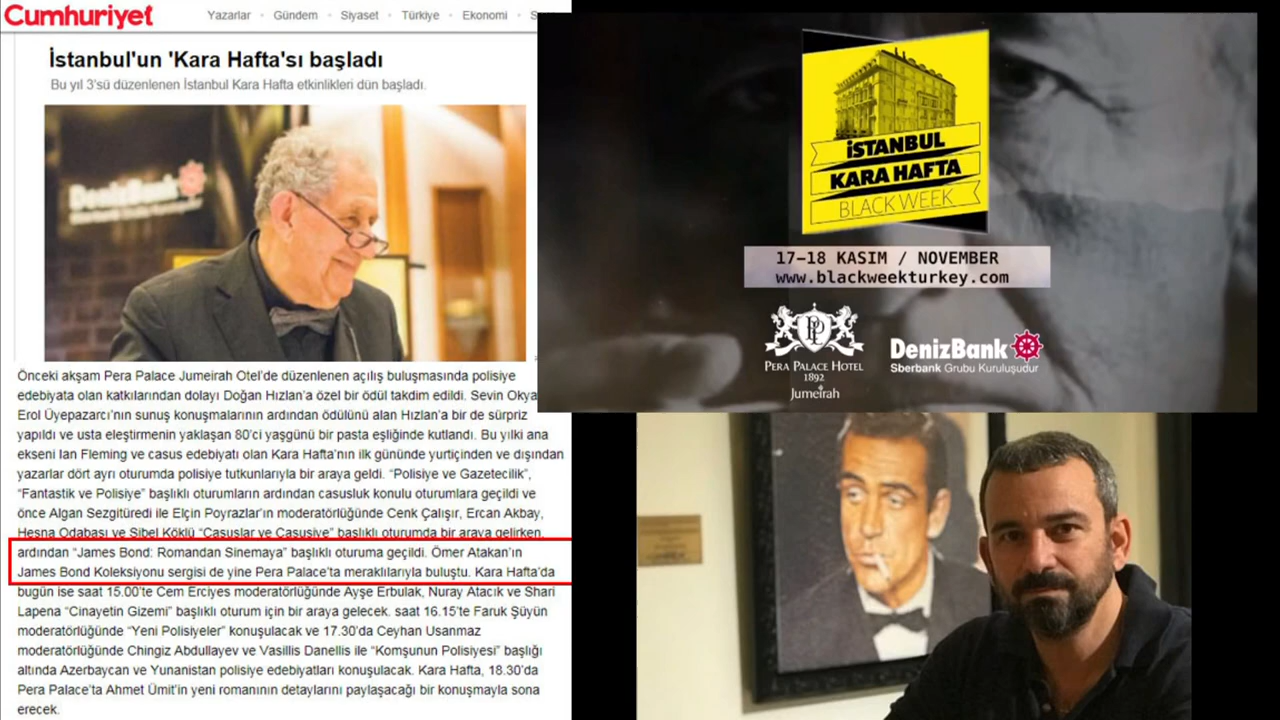 Cumhuriyet
Yazarlar • Gündem • Siyaset • Türkiye • Ekonomi •
İstanbul'un 'Kara Hafta'sı başladı
Bu yıl 3'sü düzenlenen İstanbul Kara Hafta etkinlikleri dün başladı.
DenizBank
Önceki akşam Pera Palace Jumeirah Otel'de düzenlenen açılış buluşmasında polisiye
edebiyata olan katkılarından dolayı Doğan Hızlan'a özel bir ödül takdim edildi. Sevin Okya
Erol Üyepazarcı'nın sunuş konuşmalarının ardından ödülünü alan Hızlan'a bir de sürpriz
yapıldı ve usta eleştirmenin yaklaşan 80'ci yaşgünü bir pasta eşliğinde kutlandı. Bu yılki ana
ekseni Ian Fleming ve casus edebiyatı olan Kara Hafta'nın ilk gününde yurtiçinden ve dışından
yazarlar dört ayrı oturumda polisiye tutkunlarıyla bir araya geldi. "Polisiye ve Gazetecilik",
"Fantastik ve Polisiye" başlıklı oturumların ardından casusluk konulu oturumlara geçildi ve
önce Algan Sezgitüredi ile Elçin Poyrazlar'ın moderatörlüğünde Cenk Çalışır, Ercan Akbay,
Hesna Odabaşı ve Sibel Köklü "Casuslar ve Casusiye" başlıklı oturumda bir araya gelirken,
ardından "James Bond: Romandan Sinemaya" başlıklı oturuma geçildi. Ömer Atakan'ın
James Bond Koleksiyonu sergisi de yine Pera Palace'ta meraklılarıyla buluştu. Kara Hafta'da
bugün ise saat 15.00'te Cem Erciyes moderatörlüğünde Ayşe Erbulak, Nuray Atacık ve Shari
Lapena "Cinayetin Gizemi" başlıklı oturum için bir araya gelecek. saat 16.15'te Faruk Şüyün
moderatörlüğünde "Yeni Polisiyeler" konuşulacak ve 17.30'da Ceyhan Usanmaz
moderatörlüğünde Chingiz Abdullayev ve Vasillis Danellis ile "Komşunun Polisiyesi" başlığı
altında Azerbaycan ve Yunanistan polisiye edebiyatları konuşulacak. Kara Hafta, 18.30'da
Pera Palace'ta Ahmet Ümit'in yeni romanının detaylarını paylaşacağı bir konuşmayla sona
erecek.
İSTANBUL
KARA HAFTA
BLACK WEEK
17-18 KASIM / NOVEMBER
www.blackweekturkey.com
PP
PERA PALACE HOTEL
1892
Jumeirah
DenizBank
Sberbank Grubu Kuruluşudur